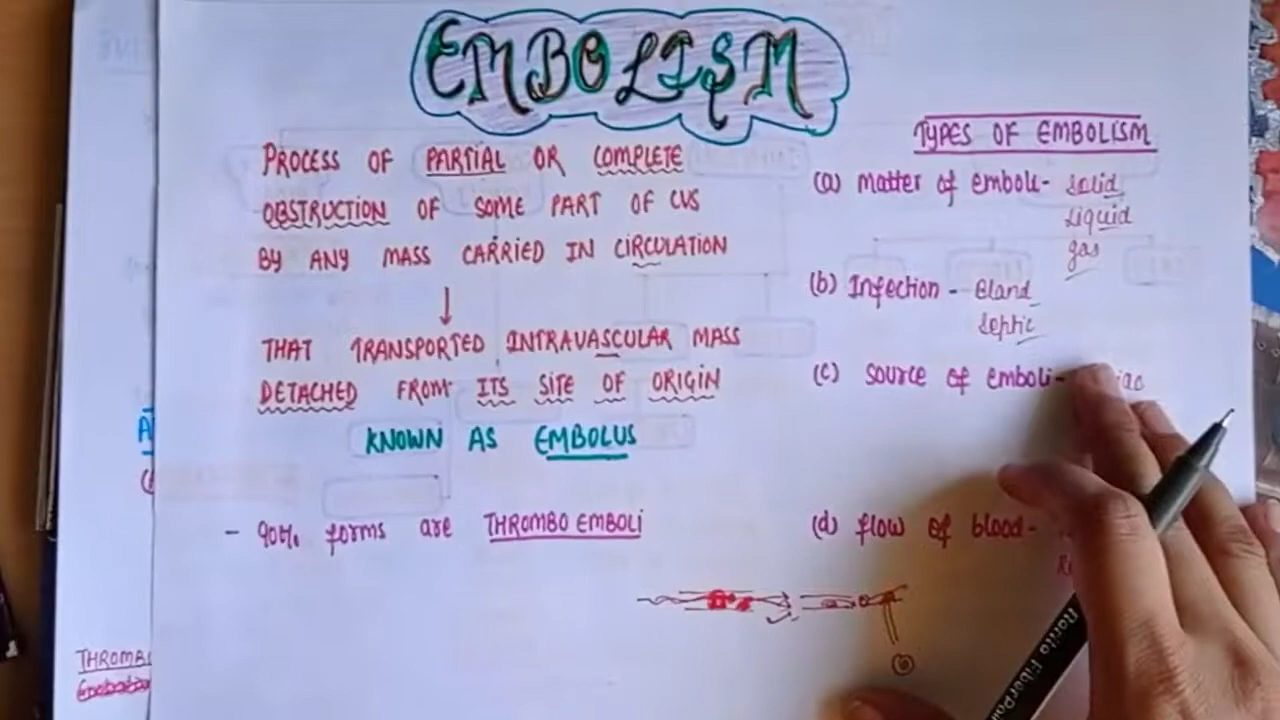 EMBOLISM
PROCESS OF PARTIAL OR COMPLETE
OBSTRUCTION OF SOME PART OF CVS
BY ANY MASS CARRIED IN CIRCULATION
↓
THAT TRANSPORTED INTRAVASCULAR MASS
DETACHED FROM ITS SITE OF ORIGIN
KNOWN AS EMBOLUS
- 90% forms are THROMBOEMBOLI
TYPES OF EMBOLISM
(a) Matter of emboli- Solid
Liquid
gas
(b) Infection - Bland
Septic
(c) Source of emboli-
(d) flow of blood-
THROMB